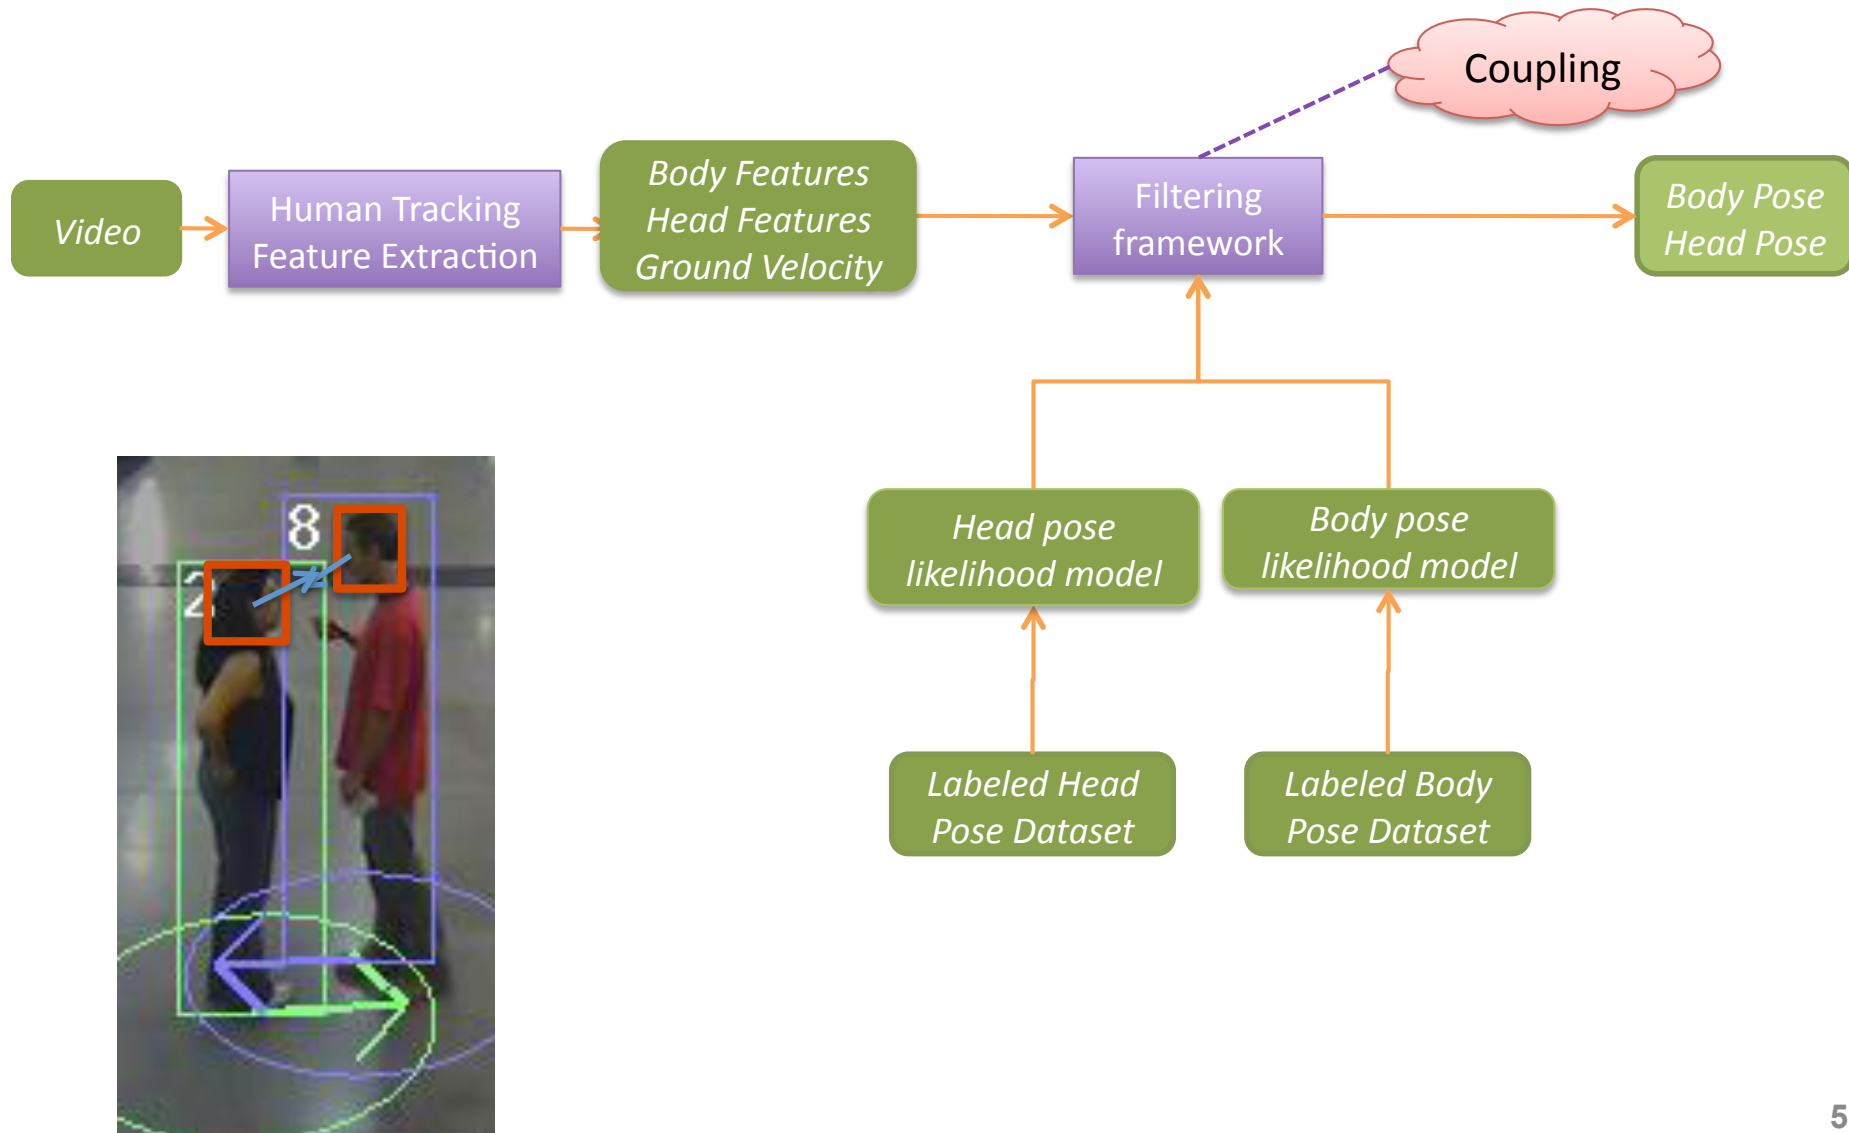 Coupling
Video
Human Tracking
Feature Extraction
Body Features
Head Features
Ground Velocity
Filtering
framework
Body Pose
Head Pose
8
2
Head pose
likelihood model
Body pose
likelihood model
Labeled Head
Pose Dataset
Labeled Body
Pose Dataset
5